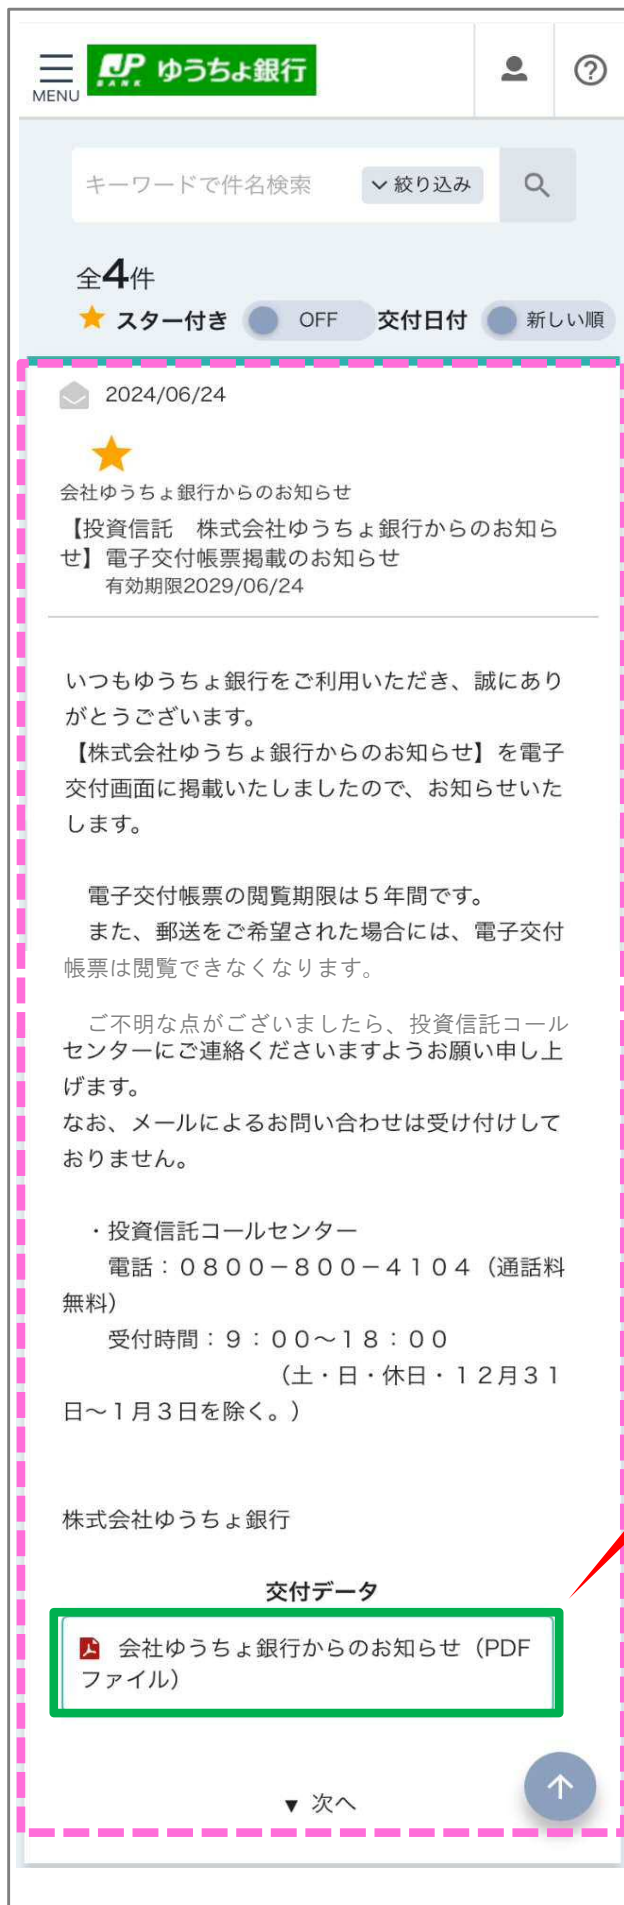 MENU
JP BANK ゆうちょ銀行
キーワードで件名検索 絞り込み
全4件
スター付き OFF 交付日付 新しい順
2024/06/24
会社ゆうちょ銀行からのお知らせ
【投資信託　株式会社ゆうちょ銀行からのお知ら
せ】電子交付帳票掲載のお知らせ
有効期限2029/06/24
いつもゆうちょ銀行をご利用いただき、誠にあり
がとうございます。
【株式会社ゆうちょ銀行からのお知らせ】を電子
交付画面に掲載いたしましたので、お知らせいた
します。
電子交付帳票の閲覧期限は５年間です。
また、郵送をご希望された場合には、電子交付
帳票は閲覧できなくなります。
ご不明な点がございましたら、投資信託コール
センターにご連絡くださいますようお願い申し上
げます。
なお、メールによるお問い合わせは受け付けして
おりません。
・投資信託コールセンター
電話：０８００－８００－４１０４（通話料
無料）
受付時間：９：００～１８：００
（土・日・休日・１２月３１
日～１月３日を除く。）
株式会社ゆうちょ銀行
交付データ
会社ゆうちょ銀行からのお知らせ（PDF
ファイル）
▼ 次へ